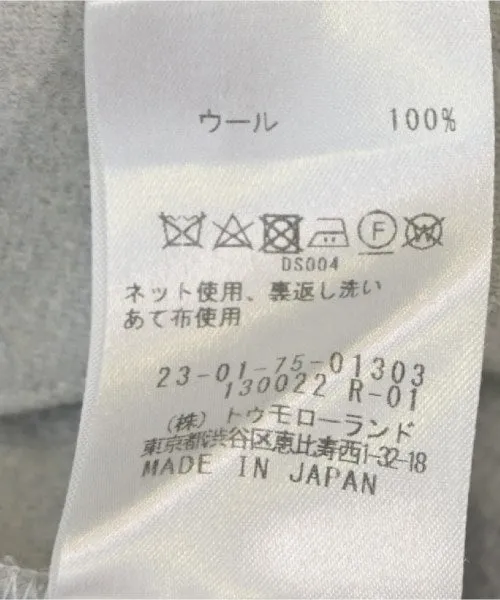 ウール 100%
F W
DS004
ネット使用、裏返し洗い
あて布使用
23-01-75-01303
130022 R-01
(株)トゥモローランド
東京都渋谷区恵比寿西1-32-18
MADE IN JAPAN